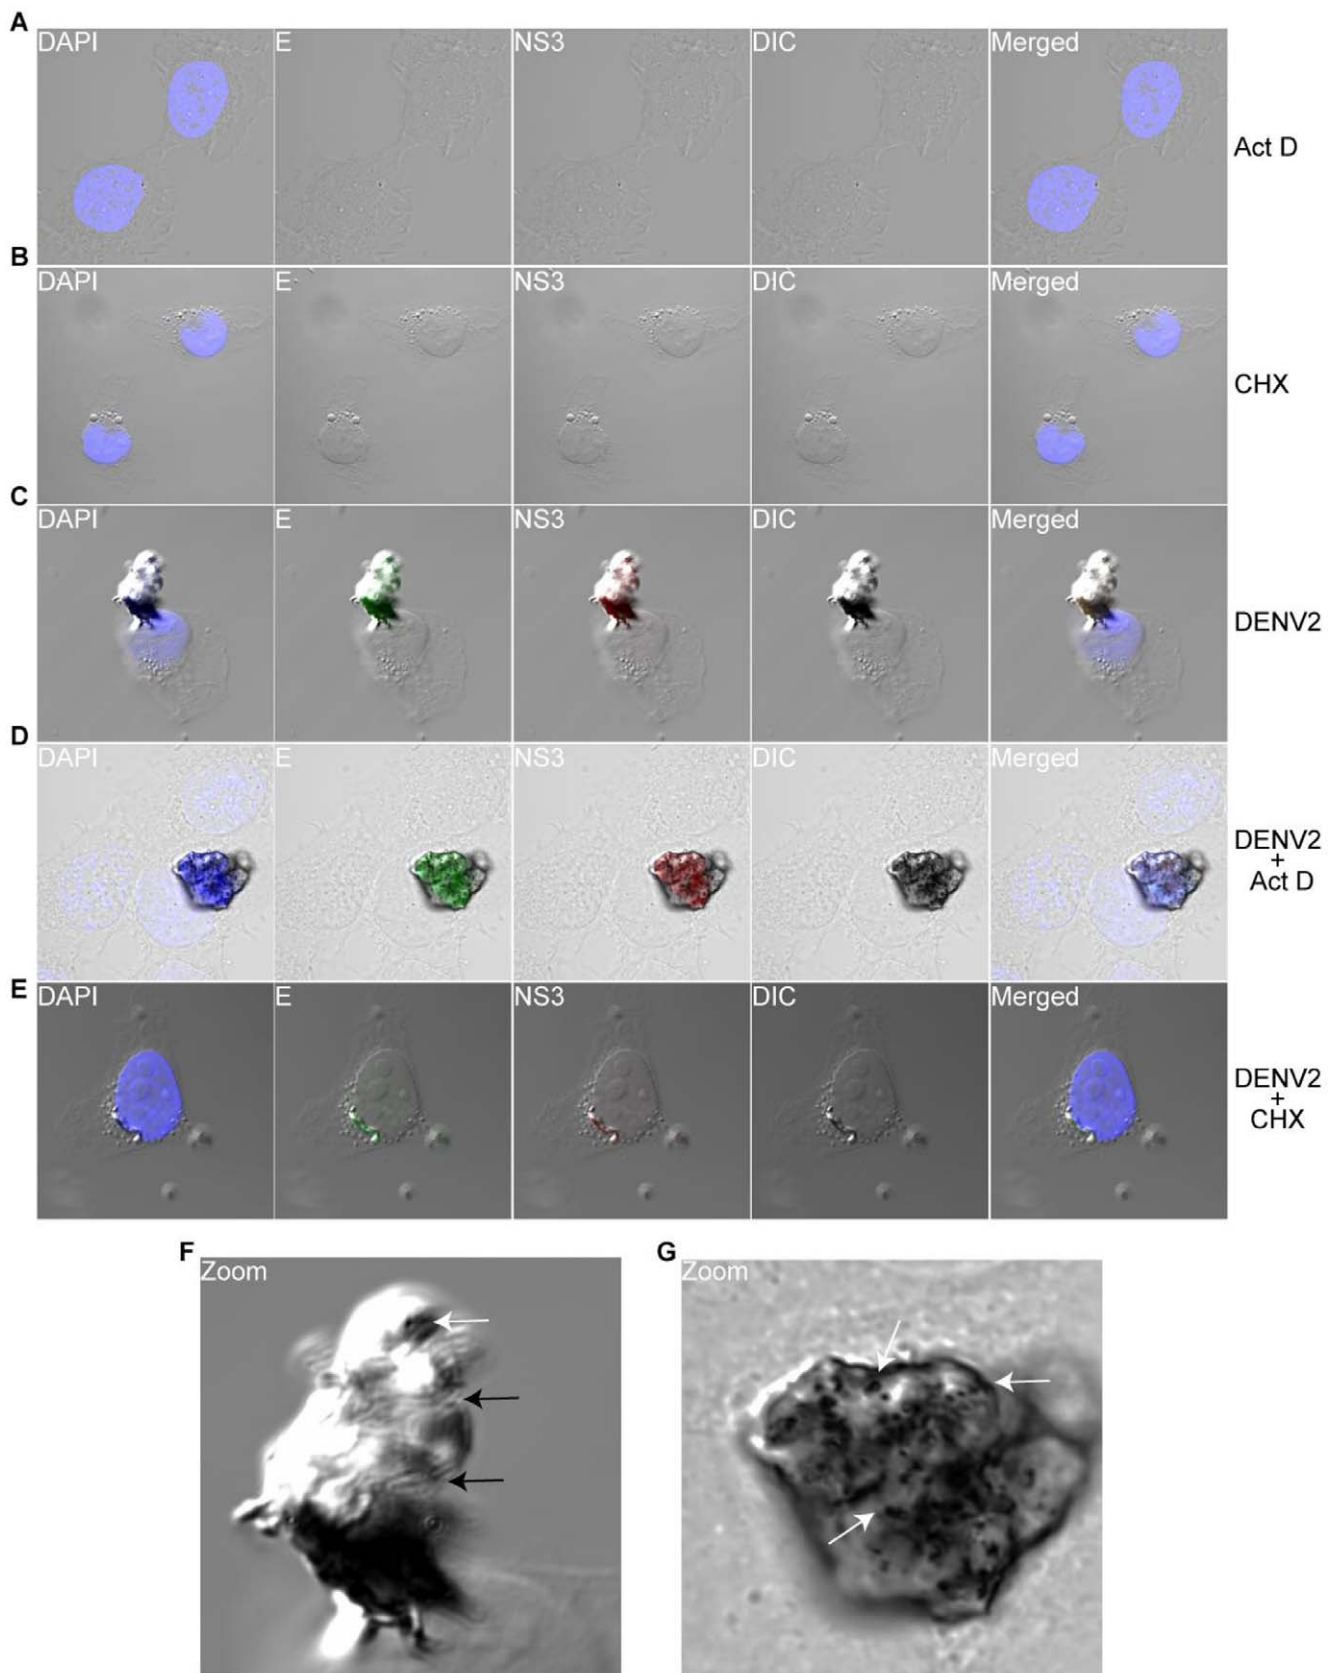 A
DAPI E NS3 DIC Merged
Act D
B
DAPI E NS3 DIC Merged
CHX
C
DAPI E NS3 DIC Merged
DENV2
D
DAPI E NS3 DIC Merged
DENV2
+
Act D
E
DAPI E NS3 DIC Merged
DENV2
+
CHX
F
Zoom
G
Zoom